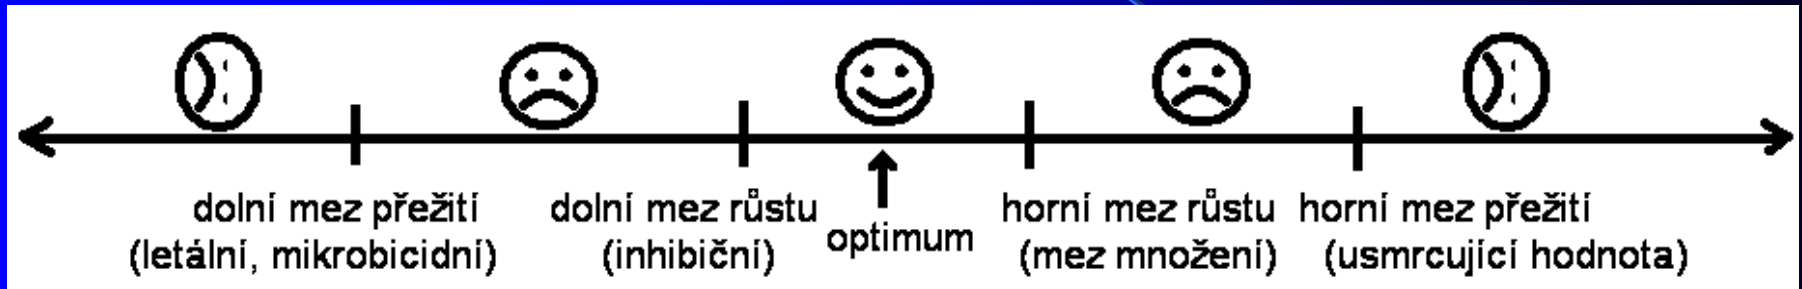 dolní mez přežití
(letální, mikrobicidní)
dolní mez růstu
(inhibiční)
optimum
horní mez růstu
(mez množení)
horní mez přežití
(usmrcující hodnota)